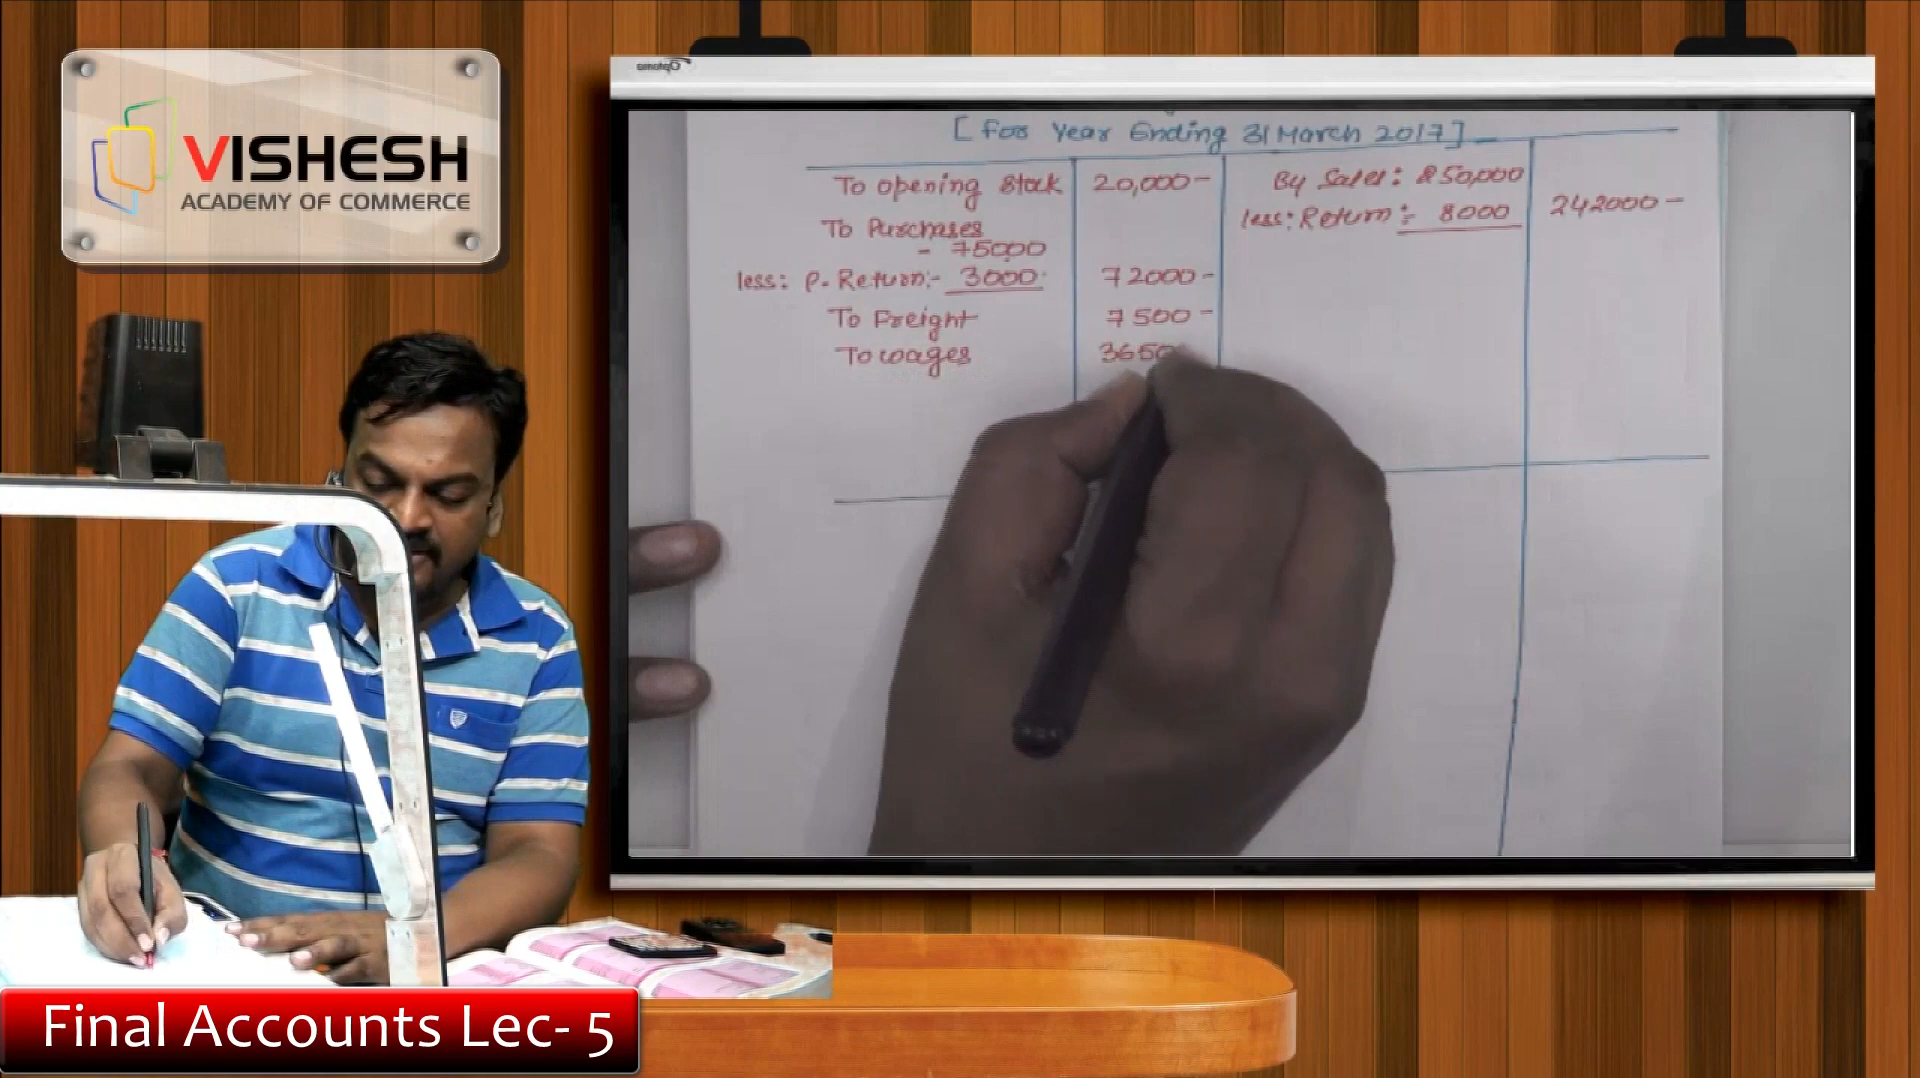 VISHESH
ACADEMY OF COMMERCE
Optoma
[For Year Ending 31 March 2017]
To opening Stock 20,000-
To Purchases
- 75000
less: P. Return:- 3000 72000-
To Freight 7500-
To wages 3650
By Sales: 250,000
less: Return:- 8000 242000-
Final Accounts Lec- 5